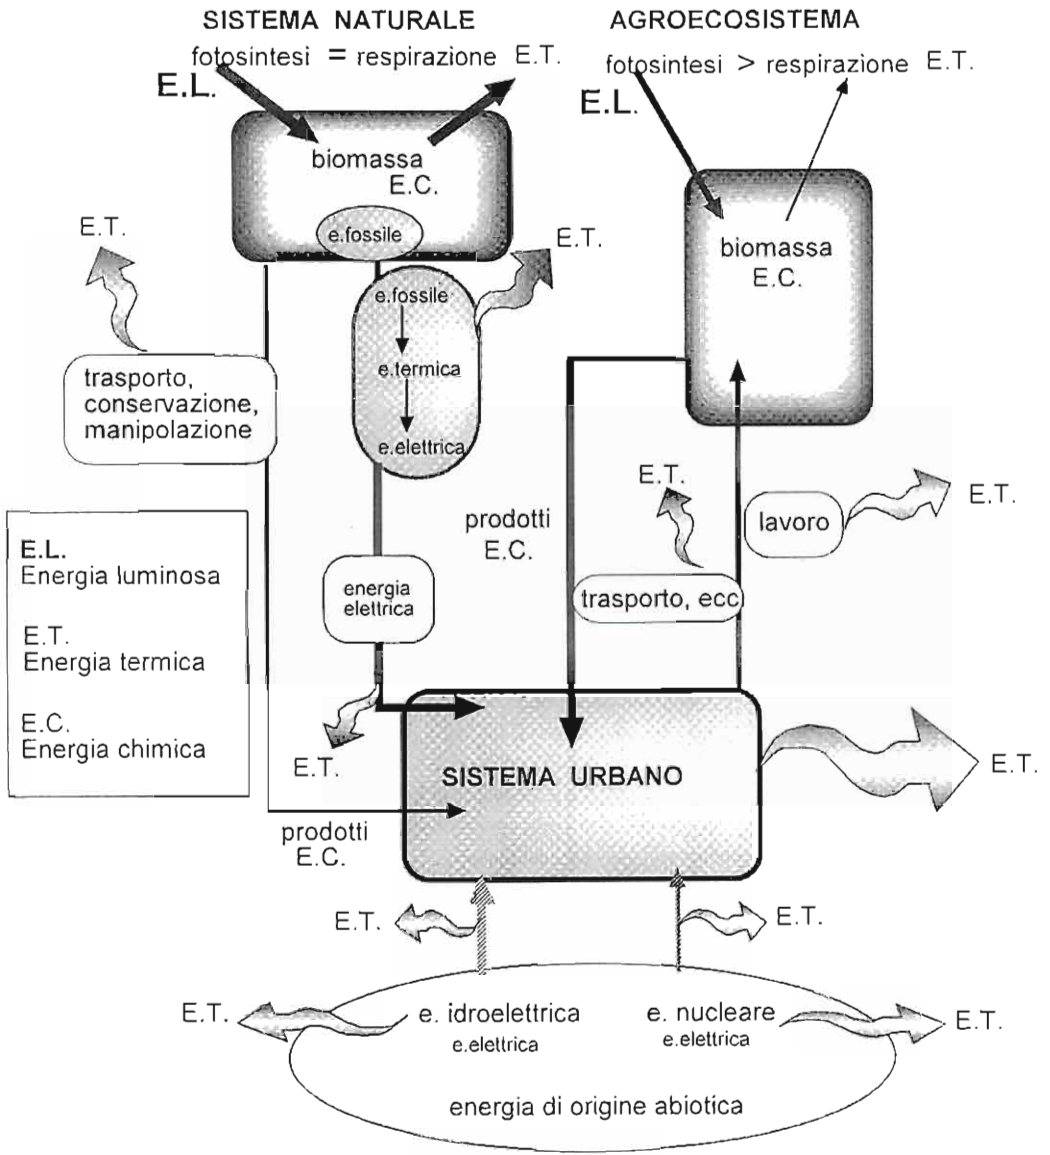 SISTEMA NATURALE
fotosintesi = respirazione E.T.
E.L.
biomassa
E.C.
e.fossile
AGROECOSISTEMA
fotosintesi > respirazione E.T.
E.L.
biomassa
E.C.
E.T.
E.T.
e.fossile
e.termica
e.elettrica
trasporto,
conservazione,
manipolazione
E.T.
E.T.
lavoro
prodotti
E.C.
trasporto, ecc
energia
elettrica
E.L.
Energia luminosa
E.T.
Energia termica
E.C.
Energia chimica
E.T.
SISTEMA URBANO
E.T.
prodotti
E.C.
E.T.
E.T.
E.T.
e. idroelettrica
e.elettrica
e. nucleare
e.elettrica
E.T.
energia di origine abiotica